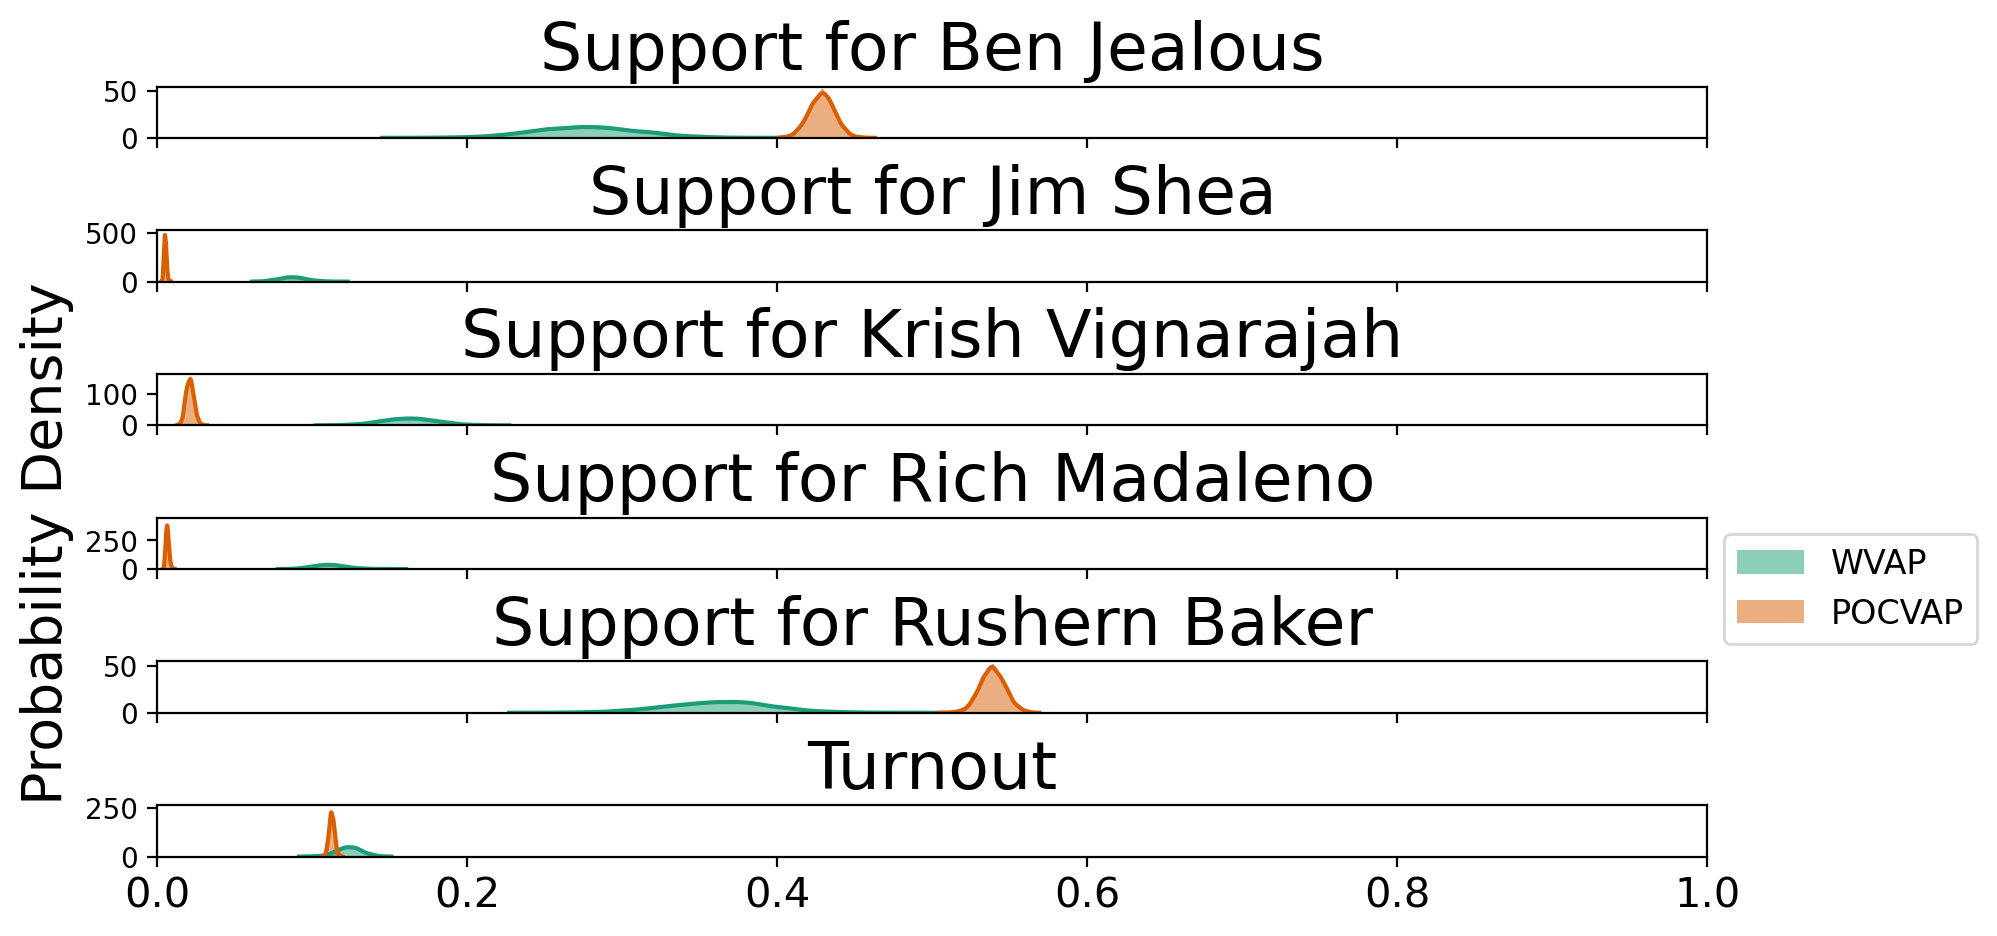 Support for Ben Jealous
50
0
Support for Jim Shea
500
0
Support for Krish Vignarajah
100
0
Support for Rich Madaleno
250
0
Support for Rushern Baker
50
0
Turnout
250
0
0.0 0.2 0.4 0.6 0.8 1.0
Probability Density
WVAP
POCVAP